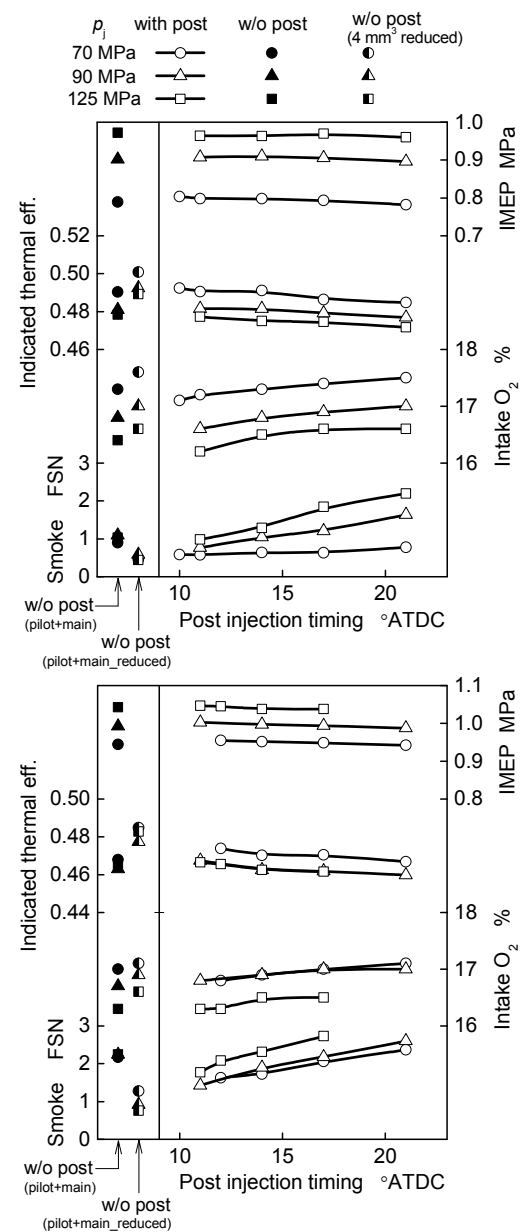 pj with post w/o post w/o post
(4 mm3 reduced)
70 MPa
90 MPa
125 MPa
1.0
0.9
0.8
0.7
IMEP MPa
0.52
0.50
0.48
0.46
Indicated thermal eff.
18
17
16
Intake O2 %
3
2
1
0
Smoke FSN
10 15 20
w/o post
(pilot+main)
Post injection timing °ATDC
w/o post
(pilot+main_reduced)
1.1
1.0
0.9
0.8
IMEP MPa
0.50
0.48
0.46
0.44
Indicated thermal eff.
18
17
16
Intake O2 %
3
2
1
0
Smoke FSN
10 15 20
w/o post
(pilot+main)
Post injection timing °ATDC
w/o post
(pilot+main_reduced)